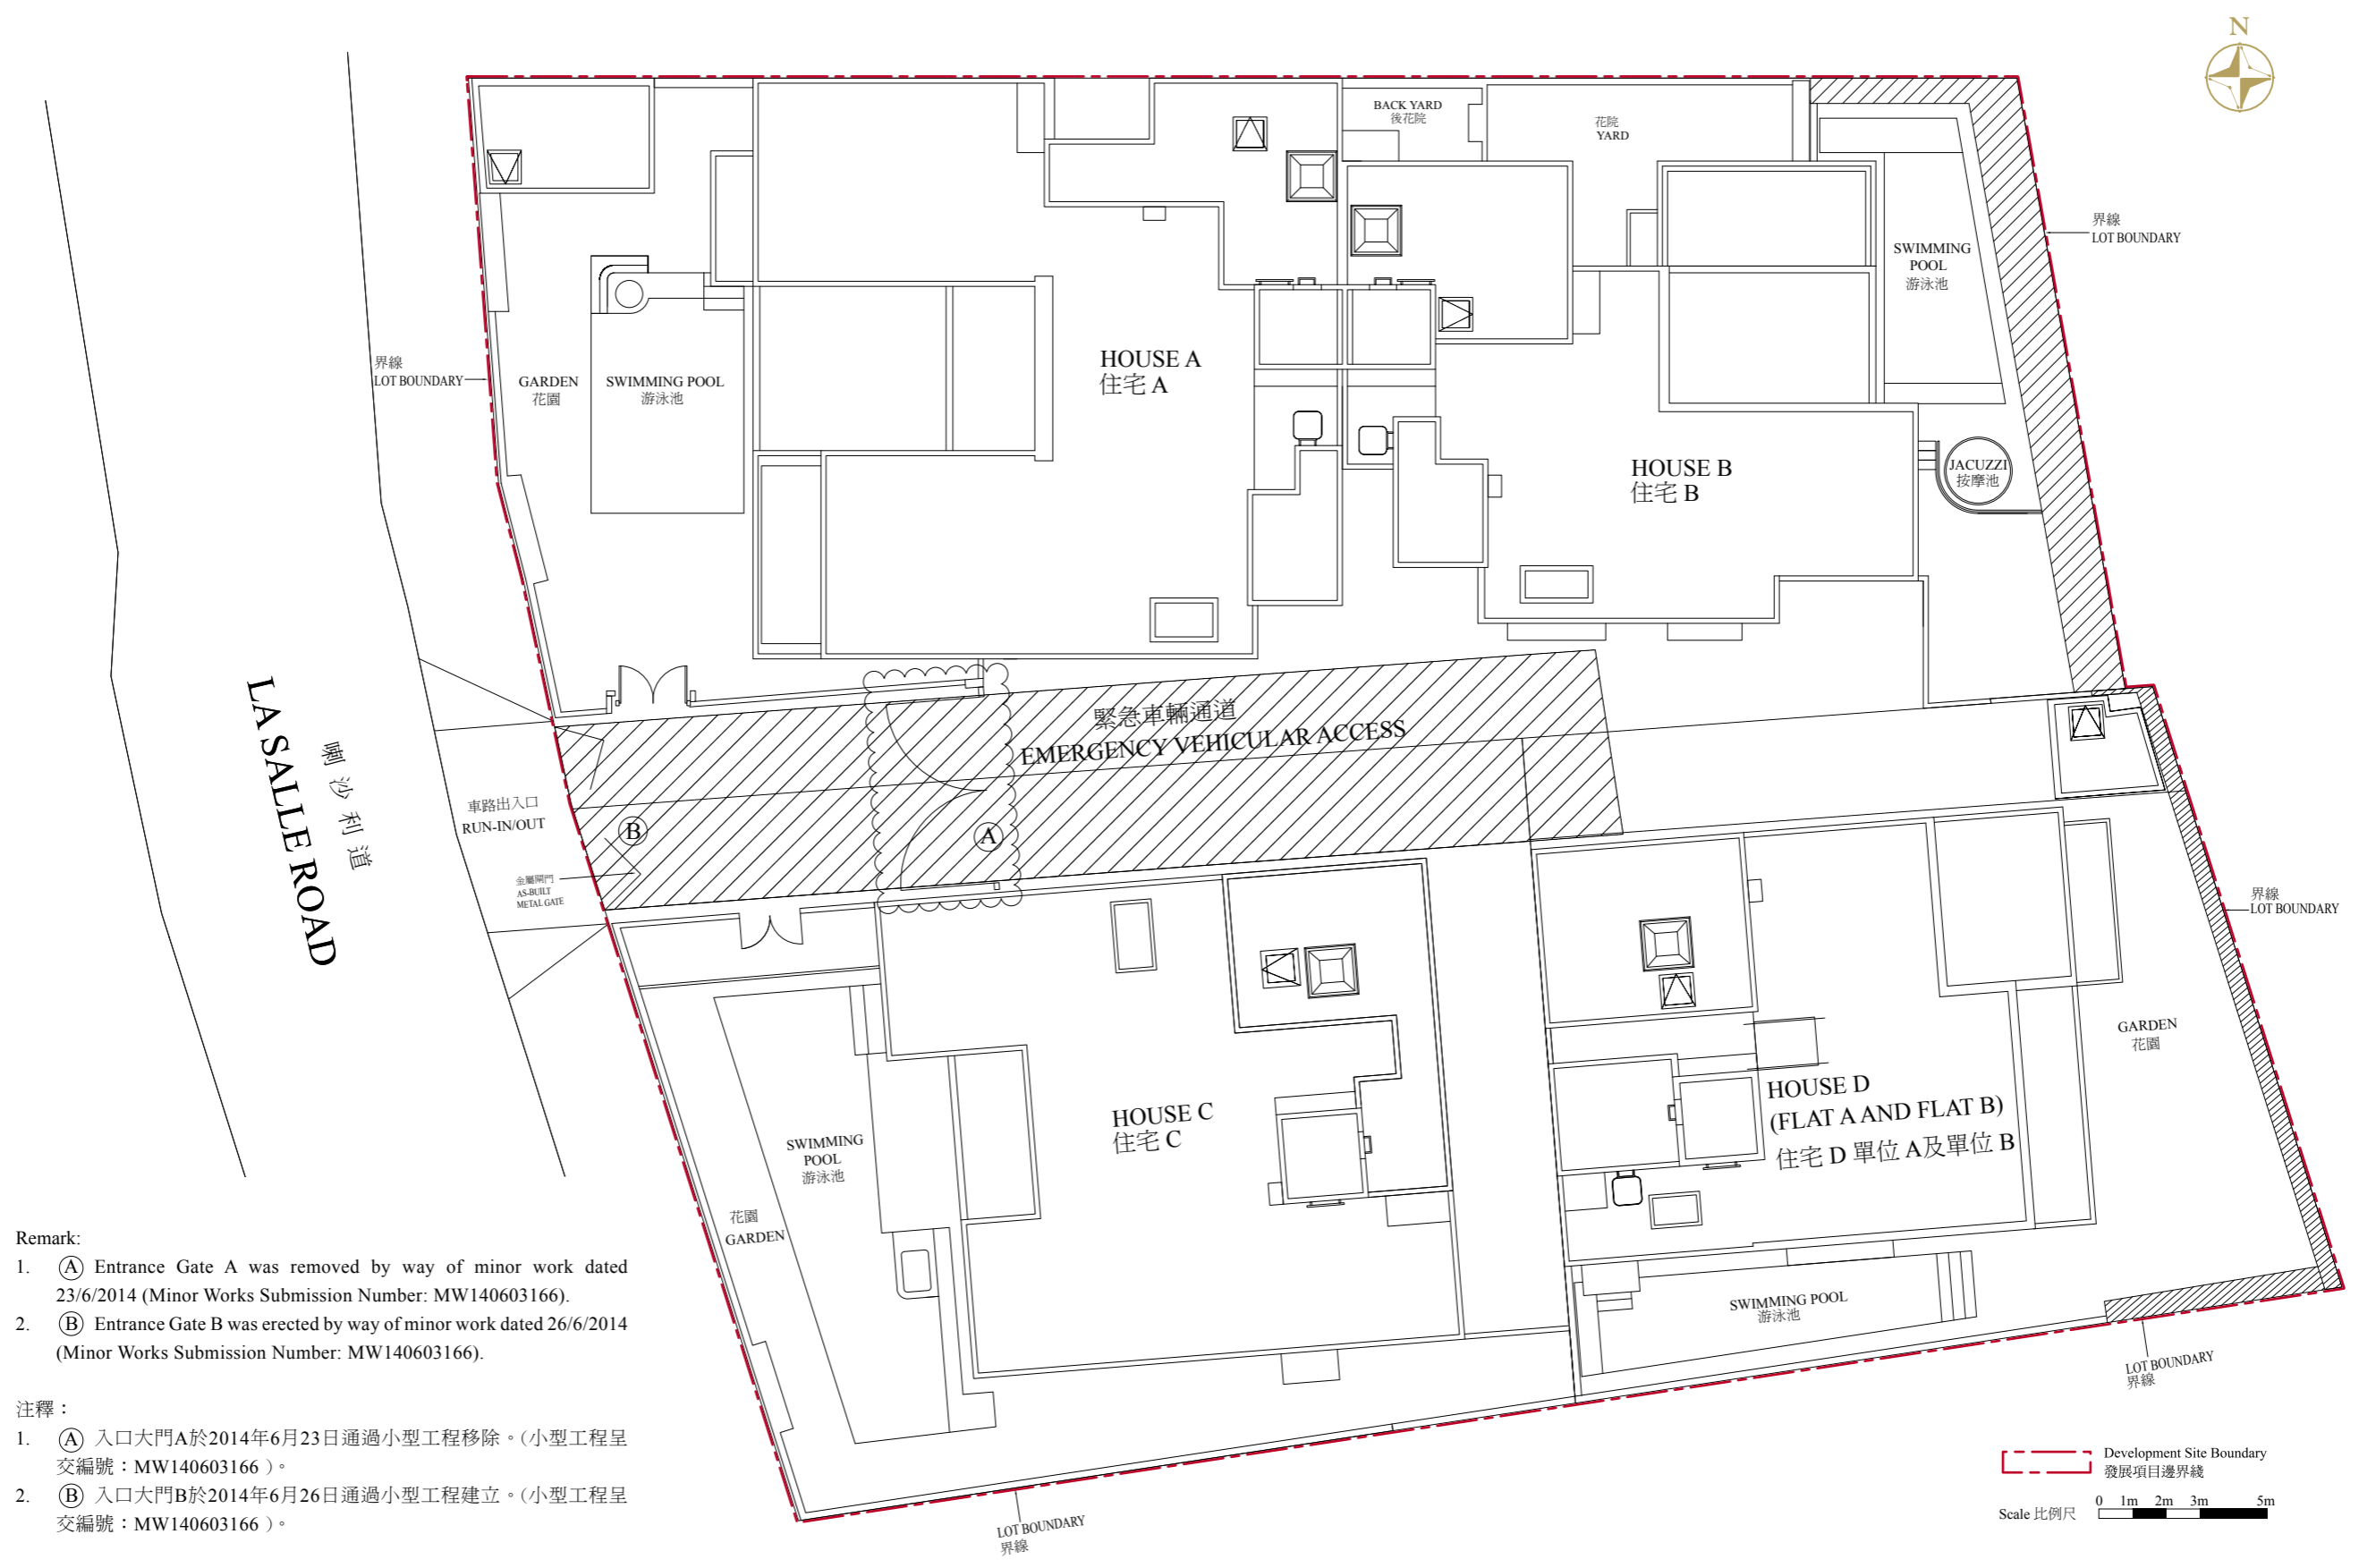 N
BACK YARD
後花院
花院
YARD
界線
LOT BOUNDARY
SWIMMING
POOL
游泳池
界線
LOT BOUNDARY
GARDEN
花園
SWIMMING POOL
游泳池
HOUSE A
住宅 A
HOUSE B
住宅 B
JACUZZI
按摩池
LA SALLE ROAD
喇沙利道
緊急車輛通道
EMERGENCY VEHICULAR ACCESS
車路出入口
RUN-IN/OUT
B
A
金屬閘門
AS-BUILT
METAL GATE
界線
LOT BOUNDARY
GARDEN
花園
HOUSE C
住宅 C
HOUSE D
(FLAT A AND FLAT B)
住宅 D 單位 A及單位 B
SWIMMING
POOL
游泳池
花園
GARDEN
SWIMMING POOL
游泳池
LOT BOUNDARY
界線
LOT BOUNDARY
界線
Remark:
1. Ⓐ Entrance Gate A was removed by way of minor work dated
23/6/2014 (Minor Works Submission Number: MW140603166).
2. Ⓑ Entrance Gate B was erected by way of minor work dated 26/6/2014
(Minor Works Submission Number: MW140603166).
注釋：
1. Ⓐ 入口大門A於2014年6月23日通過小型工程移除。（小型工程呈
交編號：MW140603166 ）。
2. Ⓑ 入口大門B於2014年6月26日通過小型工程建立。（小型工程呈
交編號：MW140603166 ）。
Development Site Boundary
發展項目邊界綫
Scale 比例尺
0 1m 2m 3m 5m